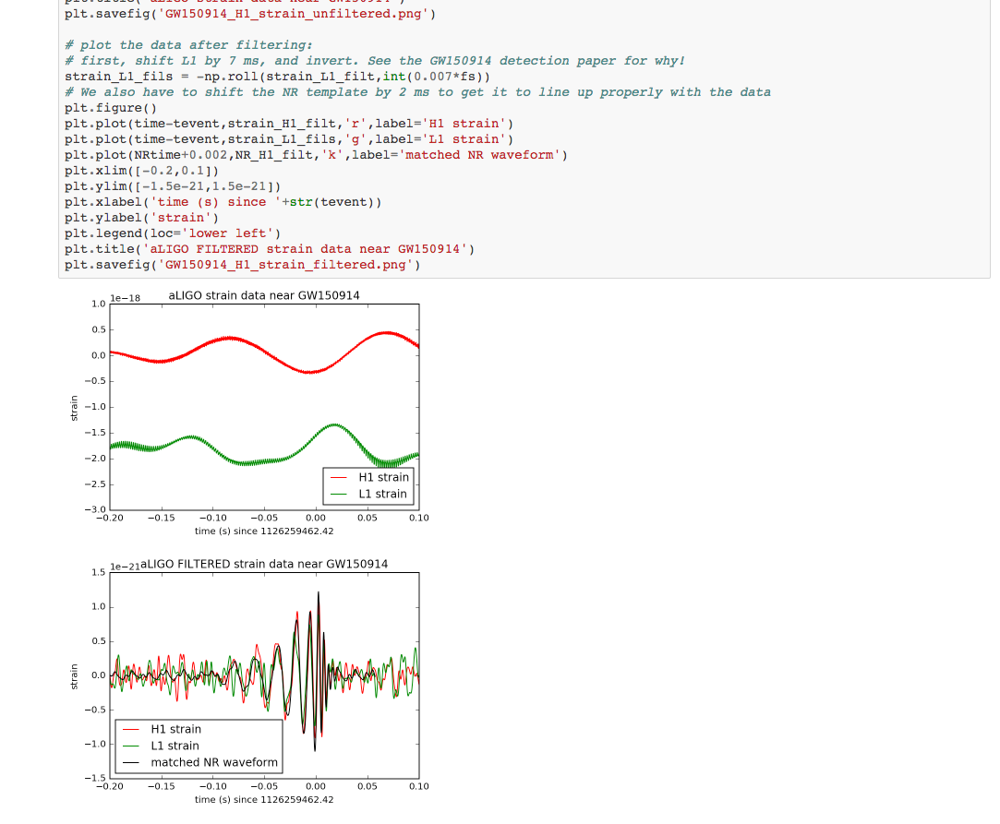 plt.title('aLIGO strain data near GW150914')
plt.savefig('GW150914_H1_strain_unfiltered.png')
# plot the data after filtering:
# first, shift L1 by 7 ms, and invert. See the GW150914 detection paper for why!
strain_L1_fils = -np.roll(strain_L1_filt,int(0.007*fs))
# We also have to shift the NR template by 2 ms to get it to line up properly with the data
plt.figure()
plt.plot(time-tevent,strain_H1_filt,'r',label='H1 strain')
plt.plot(time-tevent,strain_L1_fils,'g',label='L1 strain')
plt.plot(NRtime+0.002,NR_H1_filt,'k',label='matched NR waveform')
plt.xlim([-0.2,0.1])
plt.ylim([-1.5e-21,1.5e-21])
plt.xlabel('time (s) since '+str(tevent))
plt.ylabel('strain')
plt.legend(loc='lower left')
plt.title('aLIGO FILTERED strain data near GW150914')
plt.savefig('GW150914_H1_strain_filtered.png')
1e−18 aLIGO strain data near GW150914
1.0
0.5
0.0
−0.5
−1.0
−1.5
−2.0
−2.5
−3.0
strain
H1 strain
L1 strain
−0.20 −0.15 −0.10 −0.05 0.00 0.05 0.10
time (s) since 1126259462.42
1e−21 aLIGO FILTERED strain data near GW150914
1.5
1.0
0.5
0.0
−0.5
−1.0
−1.5
strain
H1 strain
L1 strain
matched NR waveform
−0.20 −0.15 −0.10 −0.05 0.00 0.05 0.10
time (s) since 1126259462.42